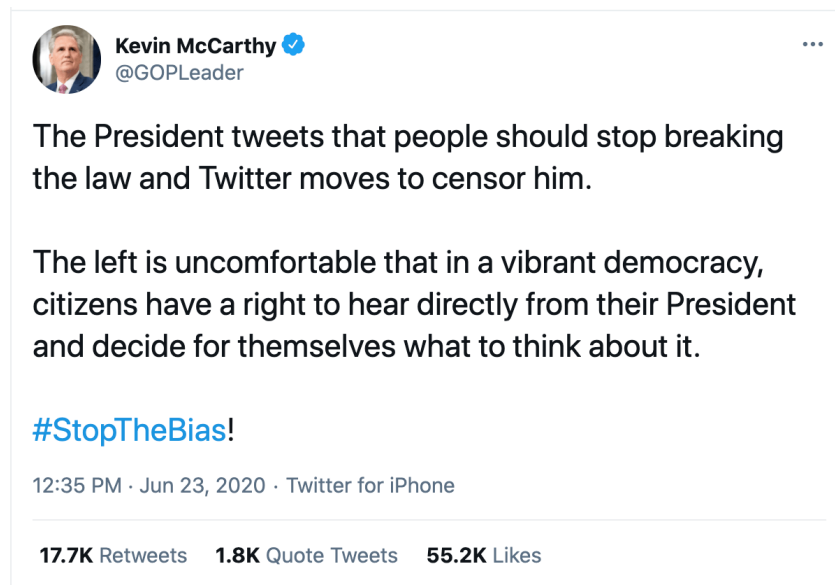 Kevin McCarthy
@GOPLeader
The President tweets that people should stop breaking
the law and Twitter moves to censor him.
The left is uncomfortable that in a vibrant democracy,
citizens have a right to hear directly from their President
and decide for themselves what to think about it.
#StopTheBias!
12:35 PM · Jun 23, 2020 · Twitter for iPhone
17.7K Retweets 1.8K Quote Tweets 55.2K Likes